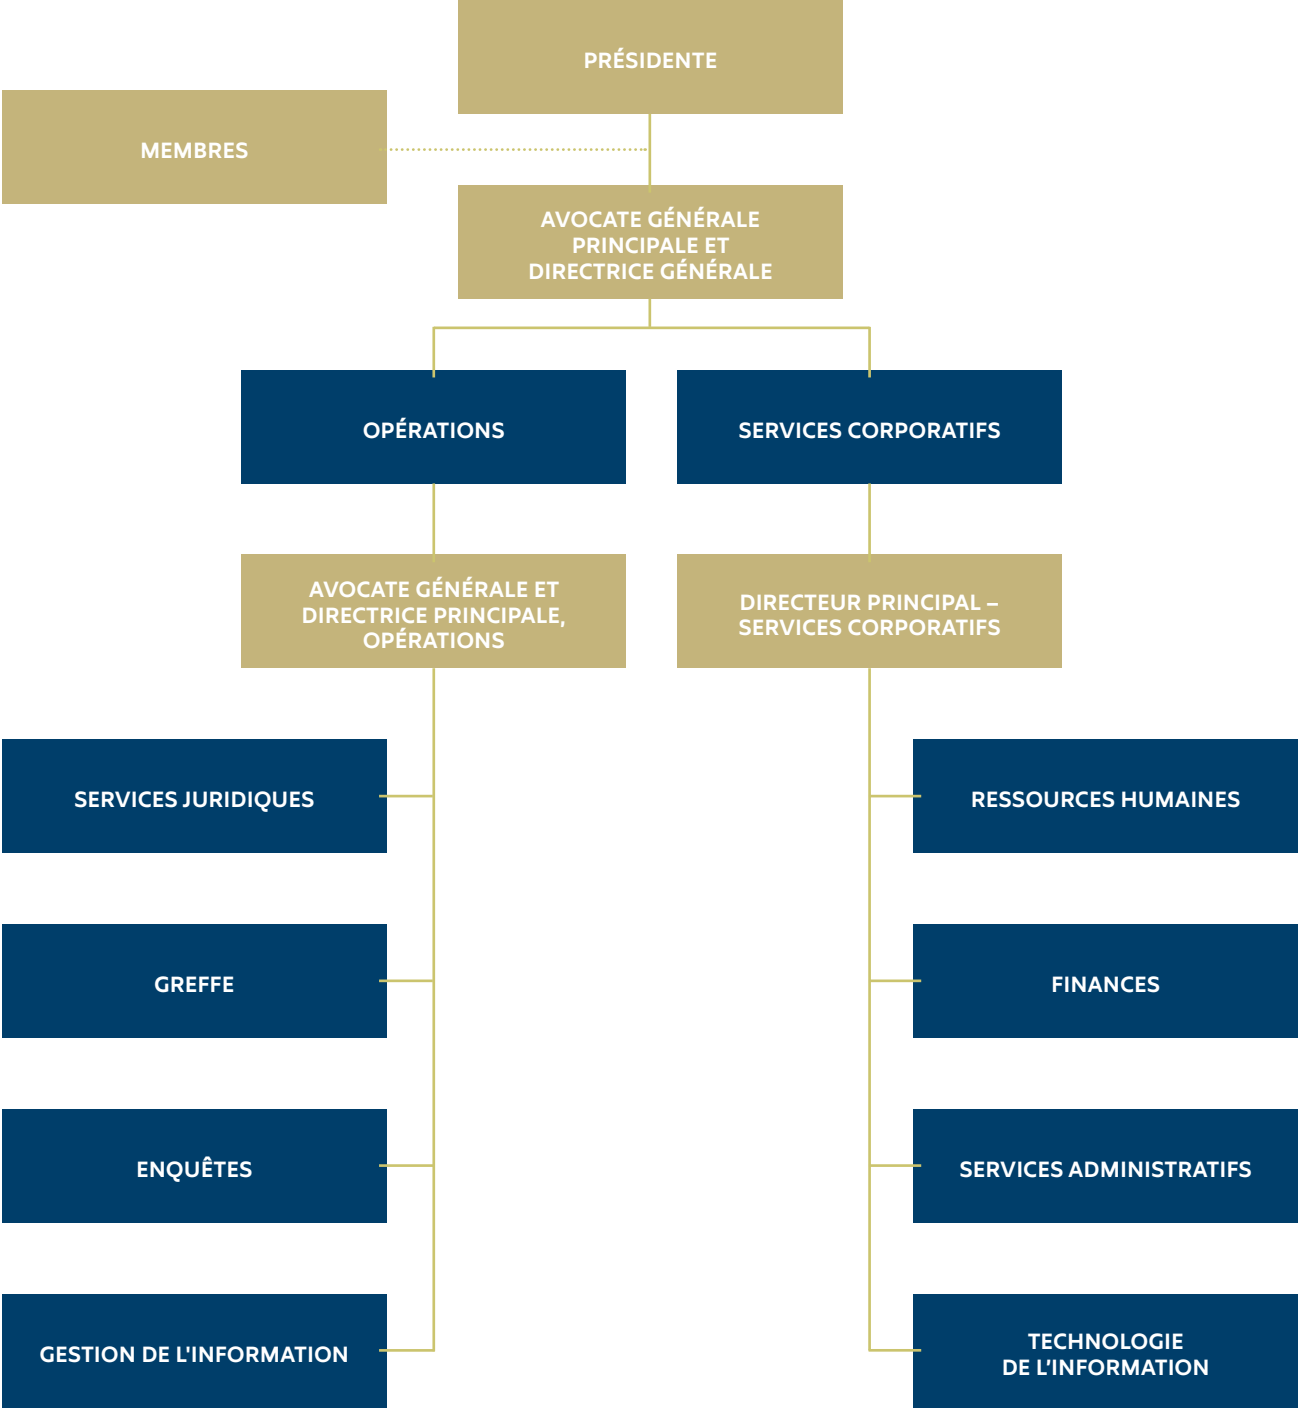 PRÉSIDENTE
MEMBRES
AVOCATE GÉNÉRALE
PRINCIPALE ET
DIRECTRICE GÉNÉRALE
OPÉRATIONS
SERVICES CORPORATIFS
AVOCATE GÉNÉRALE ET
DIRECTRICE PRINCIPALE,
OPÉRATIONS
DIRECTEUR PRINCIPAL –
SERVICES CORPORATIFS
SERVICES JURIDIQUES
RESSOURCES HUMAINES
GREFFE
FINANCES
ENQUÊTES
SERVICES ADMINISTRATIFS
GESTION DE L'INFORMATION
TECHNOLOGIE
DE L'INFORMATION